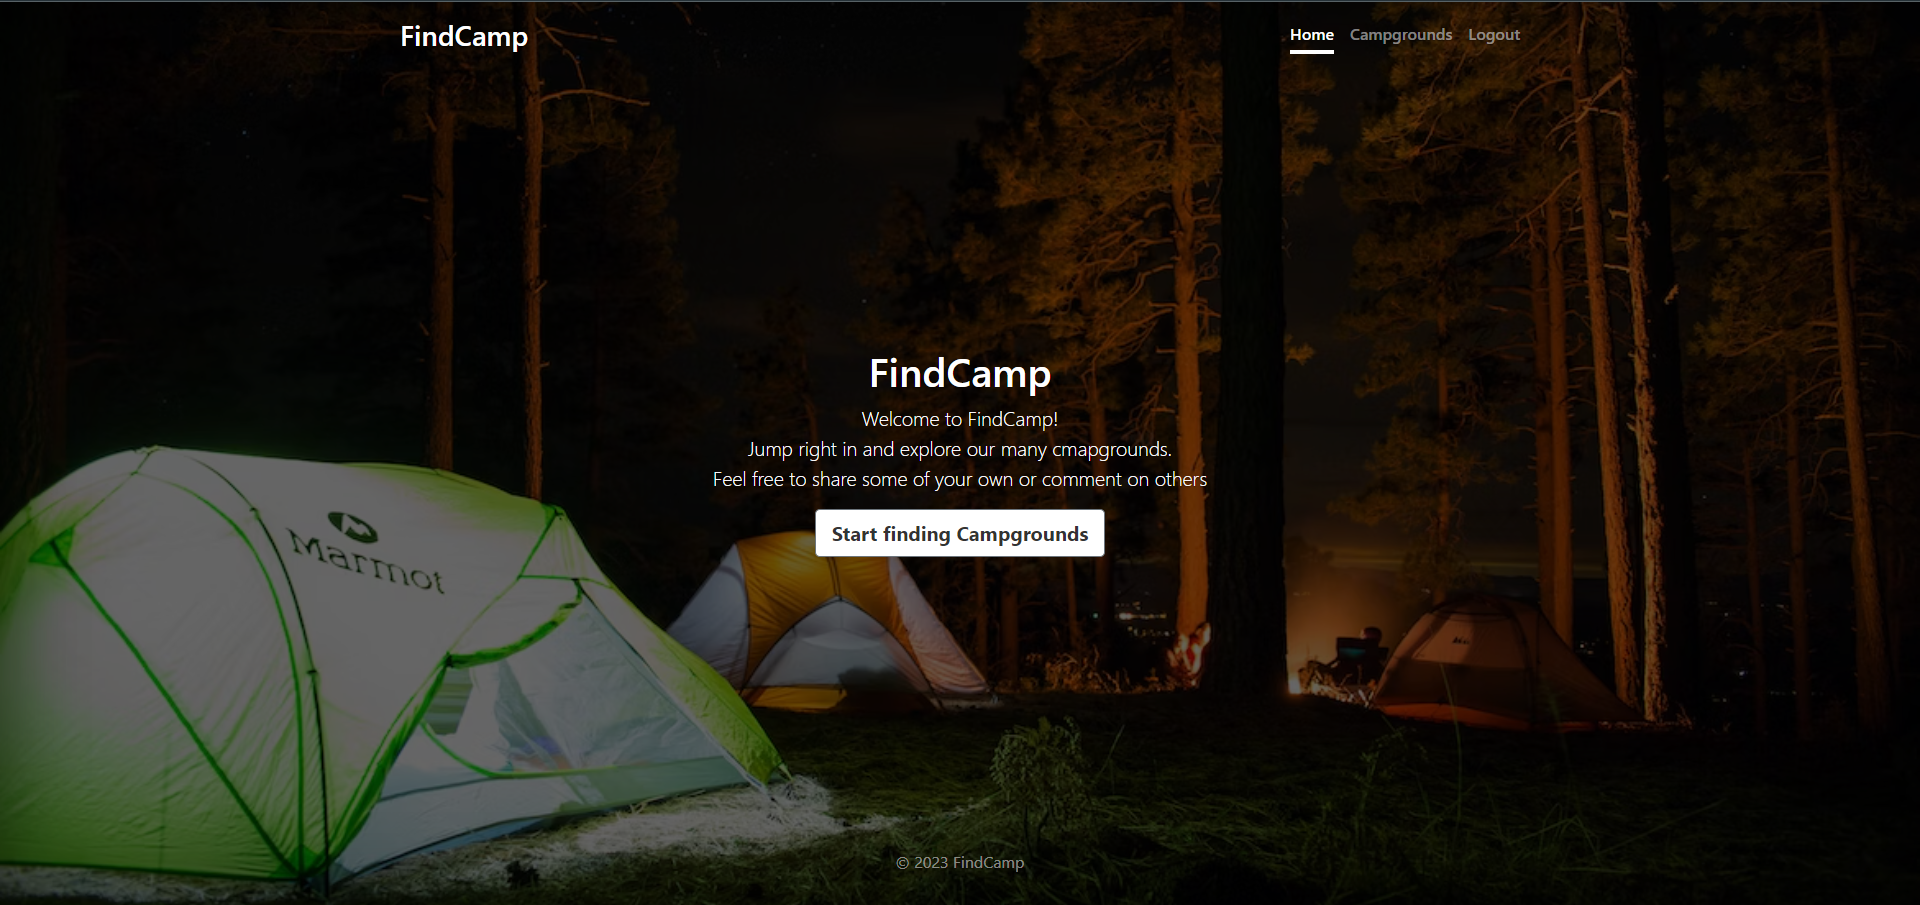 FindCamp
Home Campgrounds Logout
FindCamp
Welcome to FindCamp!
Jump right in and explore our many cmapgrounds.
Feel free to share some of your own or comment on others
Start finding Campgrounds
Marmot
© 2023 FindCamp